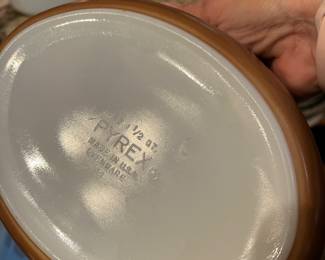 1/2 QT.
PYREX
MADE IN U.S.A.
OVENWARE